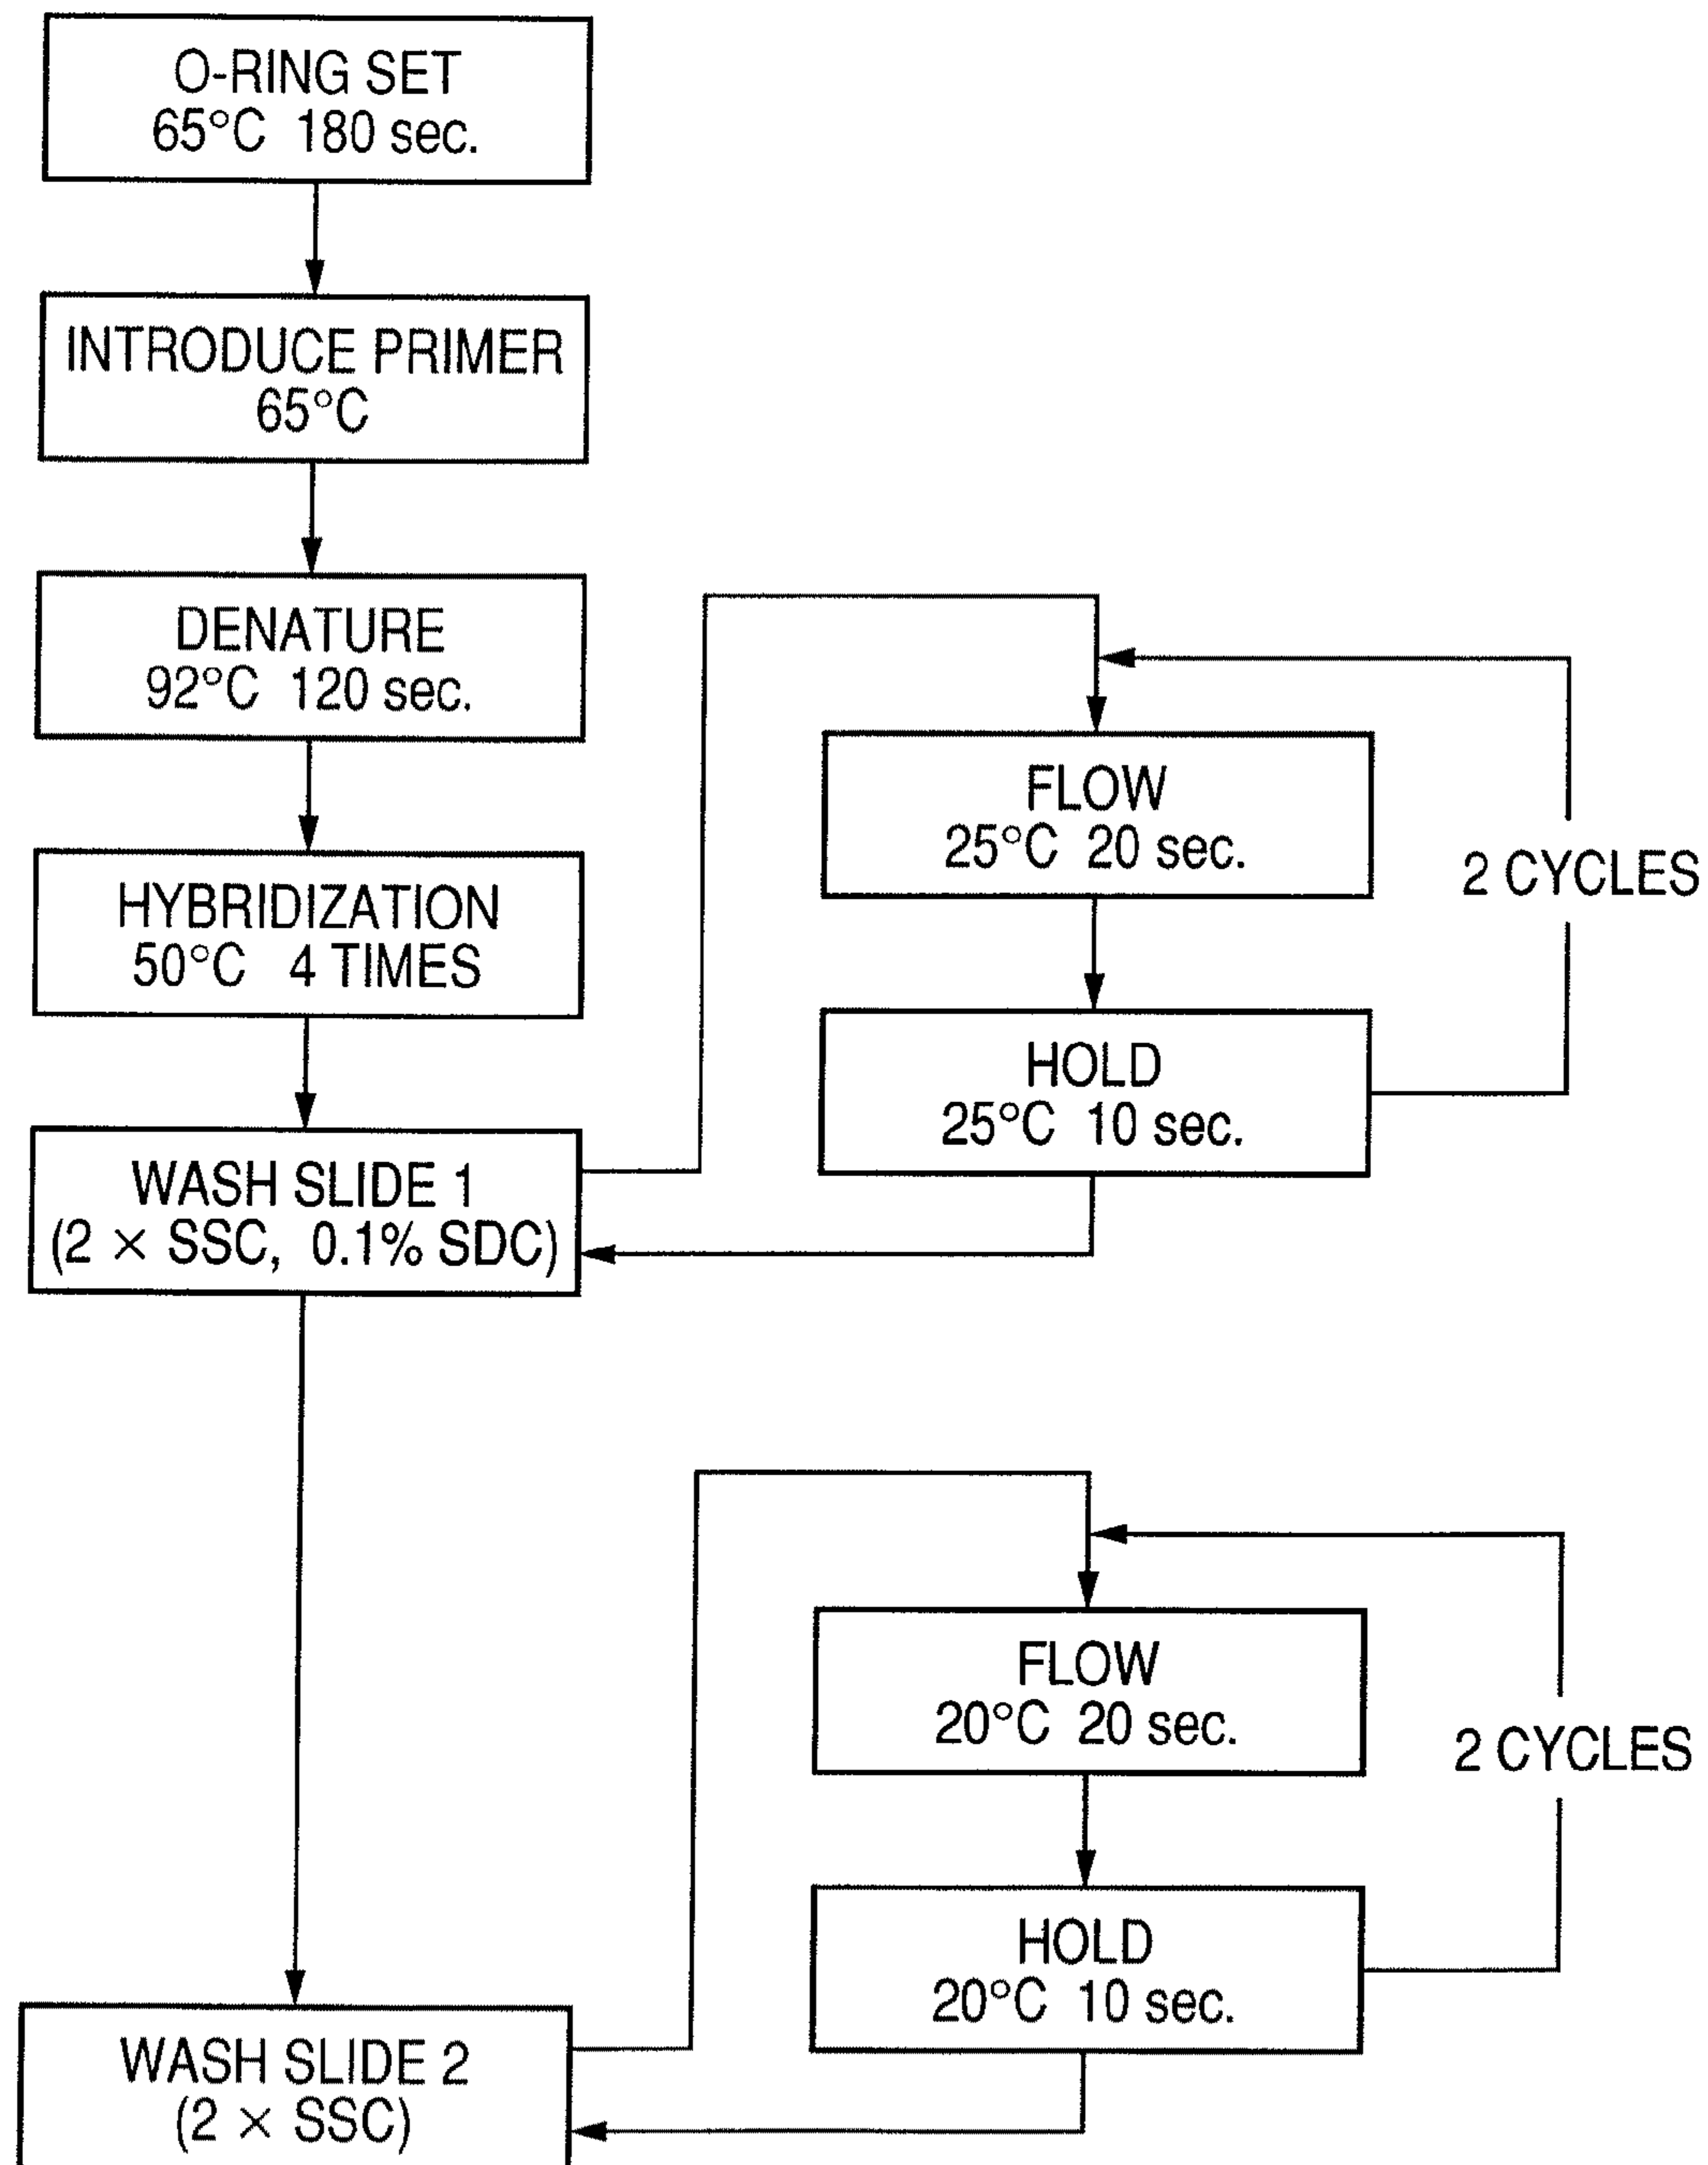 O-RING SET
65°C 180 sec.
INTRODUCE PRIMER
65°C
DENATURE
92°C 120 sec.
HYBRIDIZATION
50°C 4 TIMES
WASH SLIDE 1
(2 × SSC, 0.1% SDC)
FLOW
25°C 20 sec.
HOLD
25°C 10 sec.
2 CYCLES
WASH SLIDE 2
(2 × SSC)
FLOW
20°C 20 sec.
HOLD
20°C 10 sec.
2 CYCLES